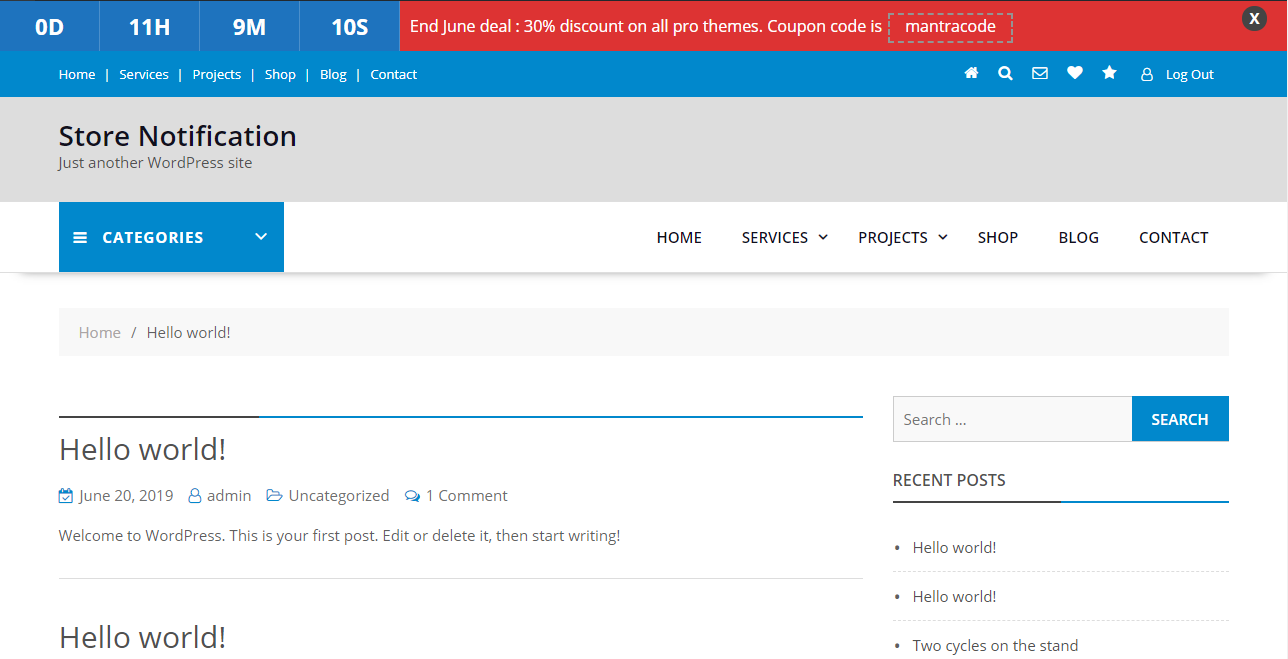 0D 11H 9M 10S End June deal : 30% discount on all pro themes. Coupon code is mantracode X
Home | Services | Projects | Shop | Blog | Contact Log Out
Store Notification
Just another WordPress site
CATEGORIES HOME SERVICES PROJECTS SHOP BLOG CONTACT
Home / Hello world!
Search ... SEARCH
Hello world!
June 20, 2019 admin Uncategorized 1 Comment
Welcome to WordPress. This is your first post. Edit or delete it, then start writing!
Hello world!
RECENT POSTS
• Hello world!
• Hello world!
• Two cycles on the stand